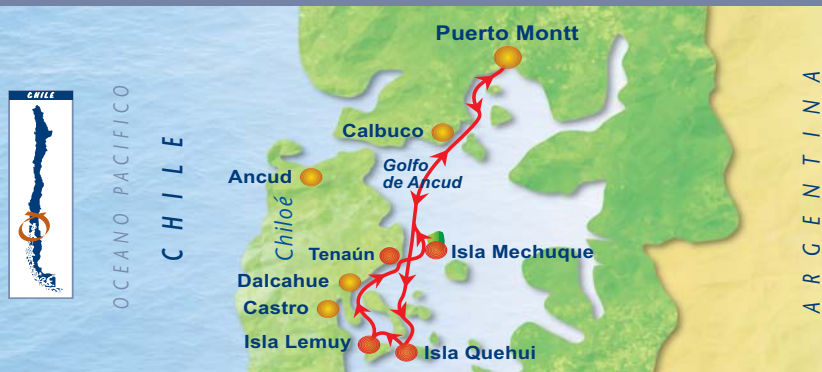 Puerto Montt
CHILE
OCEANO PACIFICO
CHILE
ARGENTINA
Calbuco
Golfo
de Ancud
Ancud
Chiloé
Tenaún
Isla Mechuque
Dalcahue
Castro
Isla Lemuy
Isla Quehui